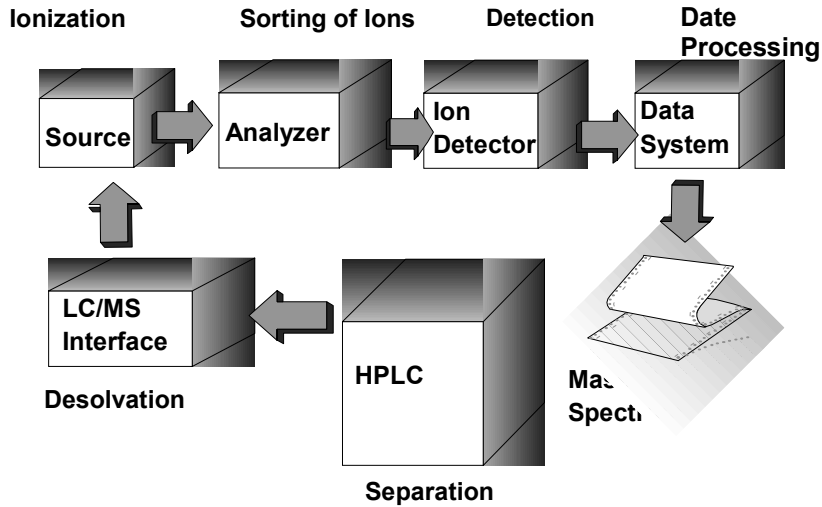 Ionization
Sorting of Ions
Detection
Date
Processing
Source
Analyzer
Ion
Detector
Data
System
LC/MS
Interface
HPLC
Desolvation
Separation